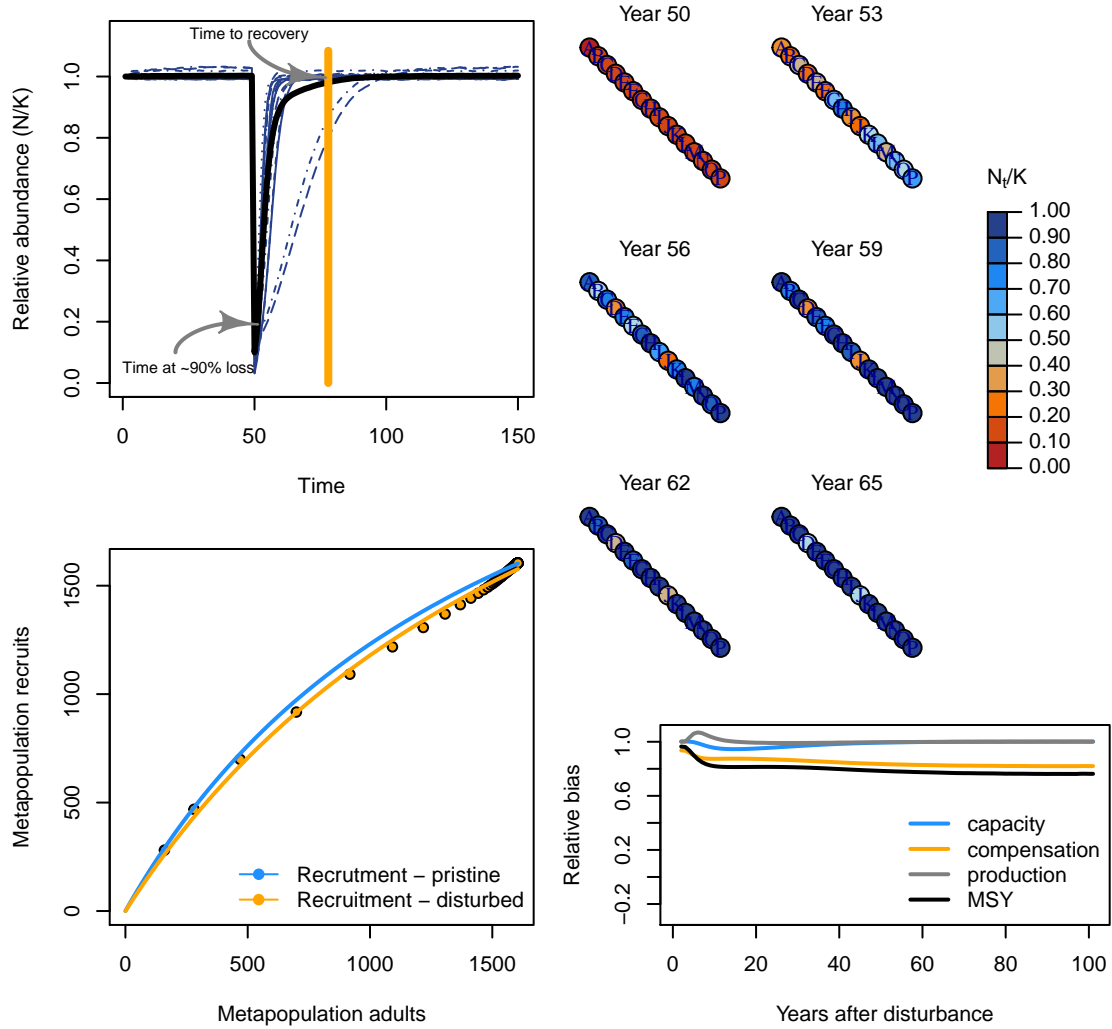 Time to recovery
Time at ~90% loss
Relative abundance (N/K)
0.0
0.2
0.4
0.6
0.8
1.0
0
50
100
150
Time
Year 50
Year 53
Year 56
Year 59
Year 62
Year 65
A
P
Nt/K
1.00
0.90
0.80
0.70
0.60
0.50
0.40
0.30
0.20
0.10
0.00
Metapopulation recruits
0
500
1000
1500
Recrutment − pristine
Recruitment − disturbed
0
500
1000
1500
Metapopulation adults
Relative bias
−0.2
0.2
0.6
1.0
capacity
compensation
production
MSY
0
20
40
60
80
100
Years after disturbance